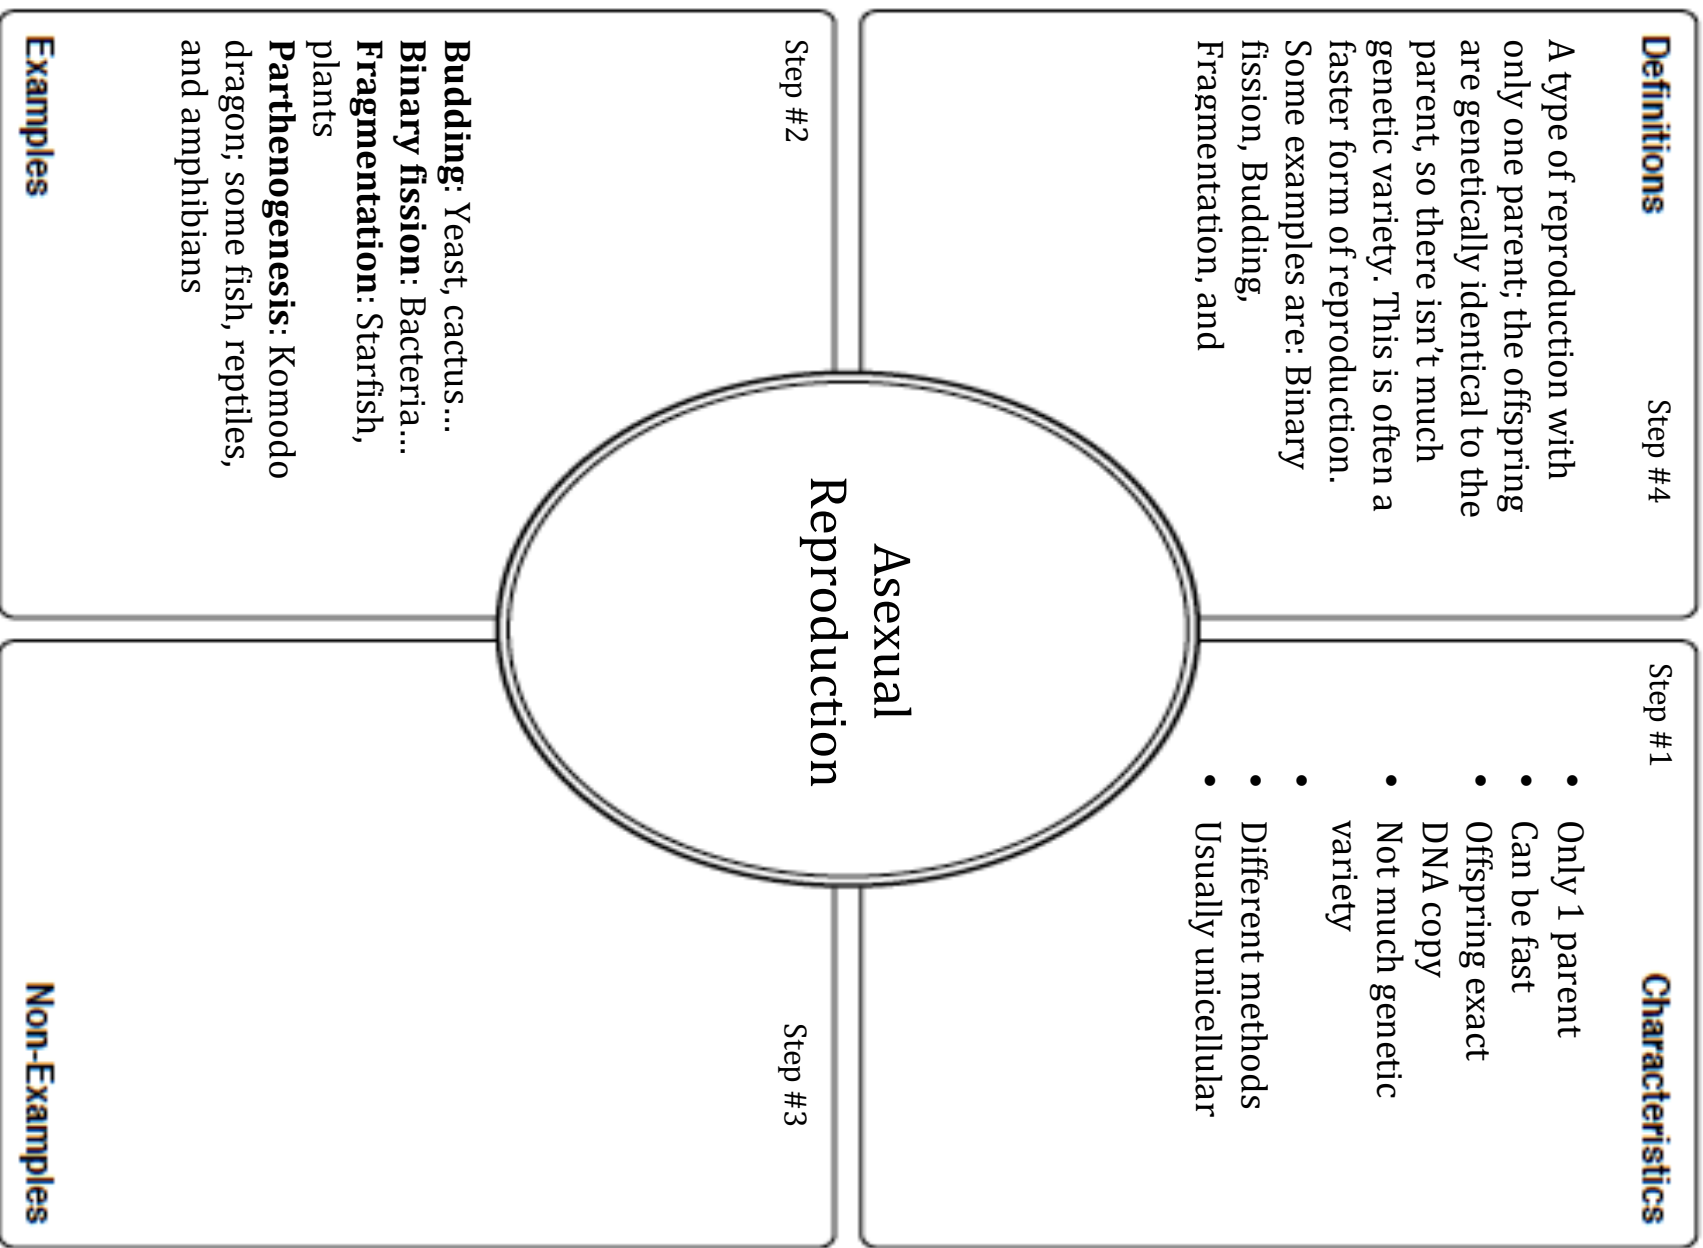 Definitions
Step #4
A type of reproduction with
only one parent; the offspring
are genetically identical to the
parent, so there isn't much
genetic variety. This is often a
faster form of reproduction.
Some examples are: Binary
fission, Budding,
Fragmentation, and
Step #1
Characteristics
• Only 1 parent
• Can be fast
• Offspring exact
DNA copy
• Not much genetic
variety
•
• Different methods
• Usually unicellular
Asexual
Reproduction
Step #2
Budding: Yeast, cactus...
Binary fission: Bacteria...
Fragmentation: Starfish,
plants
Parthenogenesis: Komodo
dragon; some fish, reptiles,
and amphibians
Examples
Step #3
Non-Examples